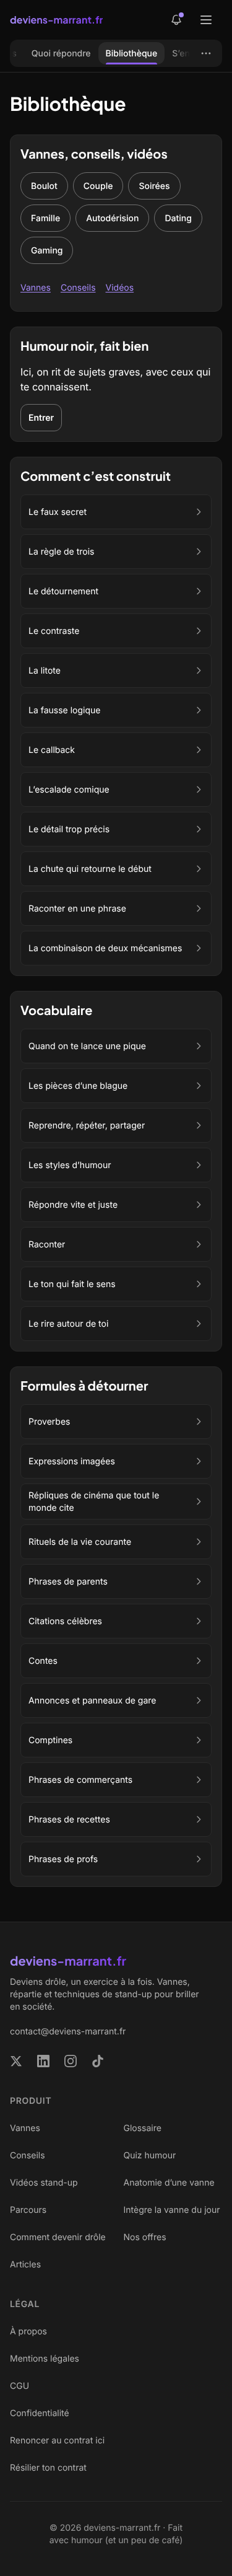 deviens-marrant.fr
Quoi répondre
Bibliothèque
Bibliothèque
Vannes, conseils, vidéos
Boulot
Couple
Soirées
Famille
Autodérision
Dating
Gaming
Vannes
Conseils
Vidéos
Humour noir, fait bien
Ici, on rit de sujets graves, avec ceux qui
te connaissent.
Entrer
Comment c’est construit
Le faux secret
La règle de trois
Le détournement
Le contraste
La litote
La fausse logique
Le callback
L’escalade comique
Le détail trop précis
La chute qui retourne le début
Raconter en une phrase
La combinaison de deux mécanismes
Vocabulaire
Quand on te lance une pique
Les pièces d’une blague
Reprendre, répéter, partager
Les styles d’humour
Répondre vite et juste
Raconter
Le ton qui fait le sens
Le rire autour de toi
Formules à détourner
Proverbes
Expressions imagées
Répliques de cinéma que tout le
monde cite
Rituels de la vie courante
Phrases de parents
Citations célèbres
Contes
Annonces et panneaux de gare
Comptines
Phrases de commerçants
Phrases de recettes
Phrases de profs
deviens-marrant.fr
Deviens drôle, un exercice à la fois. Vannes,
répartie et techniques de stand-up pour briller
en société.
contact@deviens-marrant.fr
PRODUIT
Vannes
Glossaire
Conseils
Quiz humour
Vidéos stand-up
Anatomie d’une vanne
Parcours
Intègre la vanne du jour
Comment devenir drôle
Nos offres
Articles
LÉGAL
À propos
Mentions légales
CGU
Confidentialité
Renoncer au contrat ici
Résilier ton contrat
© 2026 deviens-marrant.fr · Fait
avec humour (et un peu de café)